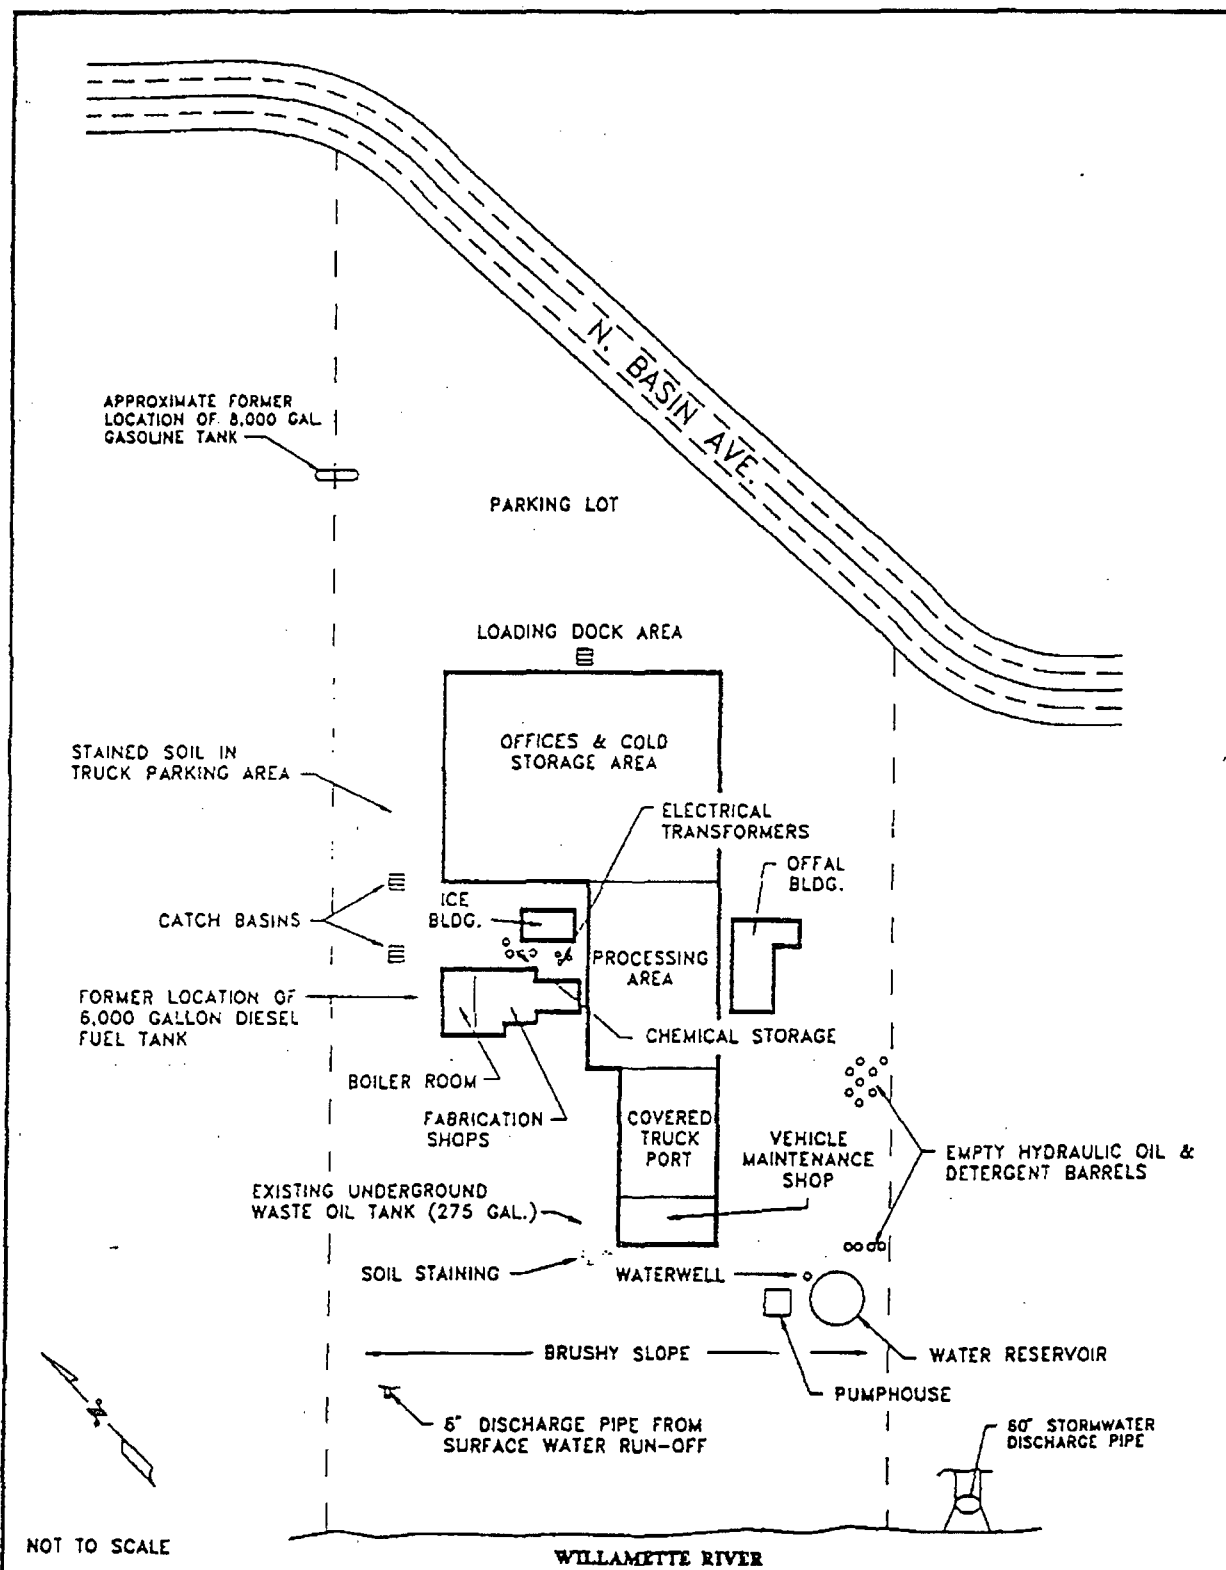 N. BASIN AVE.
APPROXIMATE FORMER
LOCATION OF 8,000 GAL.
GASOLINE TANK
PARKING LOT
LOADING DOCK AREA
OFFICES & COLD
STORAGE AREA
STAINED SOIL IN
TRUCK PARKING AREA
ELECTRICAL
TRANSFORMERS
OFFAL
BLDG.
ICE
BLDG.
CATCH BASINS
PROCESSING
AREA
FORMER LOCATION OF
6,000 GALLON DIESEL
FUEL TANK
CHEMICAL STORAGE
BOILER ROOM
FABRICATION
SHOPS
COVERED
TRUCK
PORT
VEHICLE
MAINTENANCE
SHOP
EMPTY HYDRAULIC OIL &
DETERGENT BARRELS
EXISTING UNDERGROUND
WASTE OIL TANK (275 GAL.)
SOIL STAINING
WATERWELL
BRUSHY SLOPE
WATER RESERVOIR
PUMPHOUSE
6" DISCHARGE PIPE FROM
SURFACE WATER RUN-OFF
60" STORMWATER
DISCHARGE PIPE
N
NOT TO SCALE
WILLAMETTE RIVER